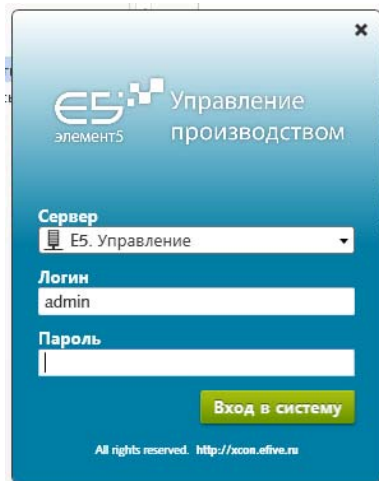 E5
элемент5
Управление
производством
Сервер
E5. Управление
Логин
admin
Пароль
Вход в систему
All rights reserved. http://xcon.efive.ru